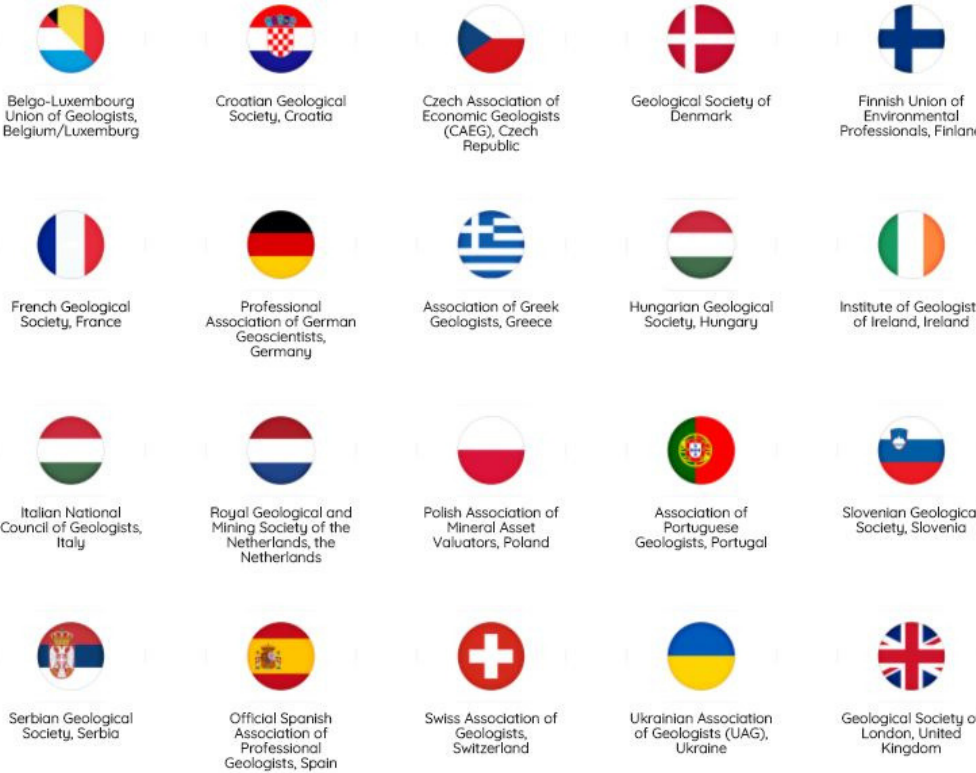 Belgo-Luxembourg
Union of Geologists,
Belgium/Luxemburg
Croatian Geological
Society, Croatia
Czech Association of
Economic Geologists
(CAEG), Czech
Republic
Geological Society of
Denmark
Finnish Union of
Environmental
Professionals, Finlan
French Geological
Society, France
Professional
Association of German
Geoscientists,
Germany
Association of Greek
Geologists, Greece
Hungarian Geological
Society, Hungary
Institute of Geologist
of Ireland, Ireland
Italian National
Council of Geologists,
Italy
Royal Geological and
Mining Society of the
Netherlands, the
Netherlands
Polish Association of
Mineral Asset
Valuators, Poland
Association of
Portuguese
Geologists, Portugal
Slovenian Geologica
Society, Slovenia
Serbian Geological
Society, Serbia
Official Spanish
Association of
Professional
Geologists, Spain
Swiss Association of
Geologists,
Switzerland
Ukrainian Association
of Geologists (UAG),
Ukraine
Geological Society o
London, United
Kingdom